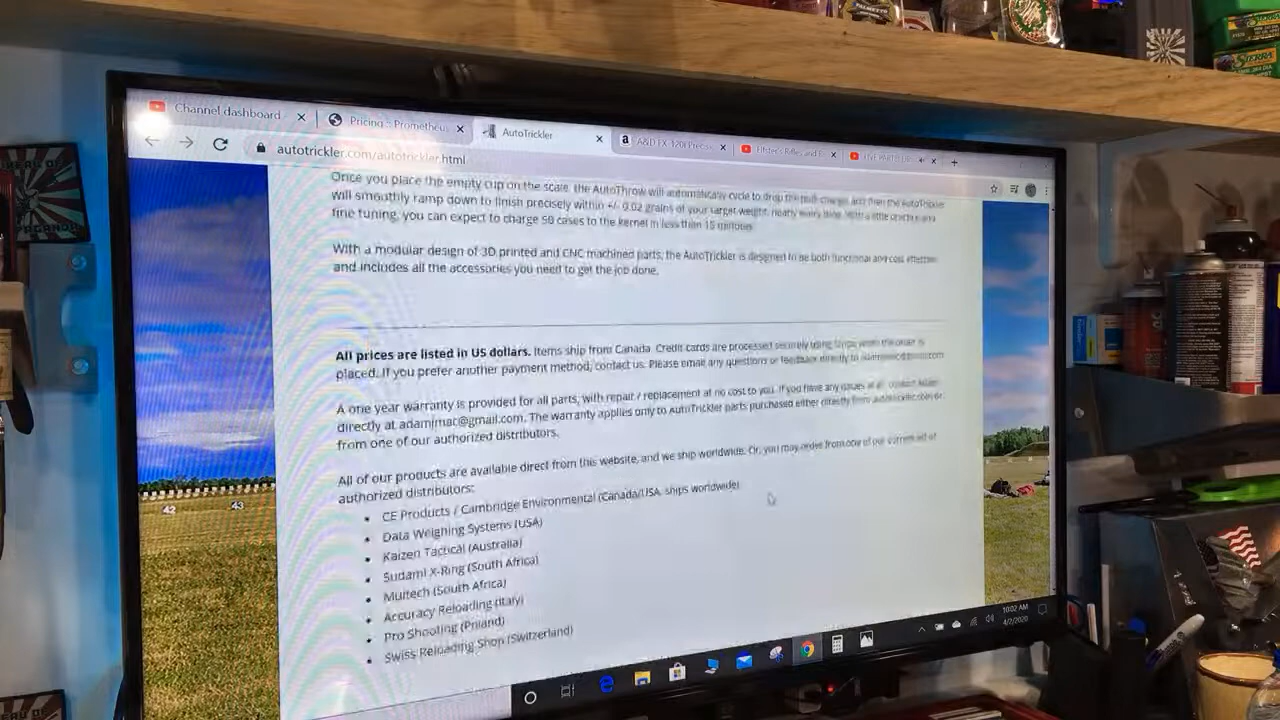 Channel dashboard
Pricing :: Prometheus
AutoTrickler
A&D FX-120i Precis
autotrickler.com/autotrickler.html
Once you place the empty cup on the scale, the AutoThrow will automatically cycle to drop the bulk charge, and then the AutoTrickler
will smoothly ramp down to finish precisely within +/- 0.02 grains of your target weight, nearly every time. With a little practice and
fine tuning, you can expect to charge 50 cases to the kernel in less than 15 minutes.
With a modular design of 3D printed and CNC machined parts, the AutoTrickler is designed to be both functional and cost effective
and includes all the accessories you need to get the job done.
All prices are listed in US dollars. Items ship from Canada. Credit cards are processed securely using Stripe when the order is
placed. If you prefer another payment method, contact us. Please email any questions or feedback directly to
A one year warranty is provided for all parts, with repair / replacement at no cost to you. If you have any issues at all, contact Adam
directly at adamjmac@gmail.com. The warranty applies only to AutoTrickler parts purchased either directly from autotrickler.com or
from one of our authorized distributors.
All of our products are available direct from this website, and we ship worldwide. Or, you may order from one of our current list of
authorized distributors:
• CE Products / Cambridge Environmental (Canada/USA, ships worldwide)
• Data Weighing Systems (USA)
• Kaizen Tactical (Australia)
• Sudami X-Ring (South Africa)
• Multech (South Africa)
• Accuracy Reloading (Italy)
• Pro Shooting (Finland)
• Swiss Reloading Shop (Switzerland)
42
43
10:02 AM
4/2/2020
PALMETTO
SIERRA